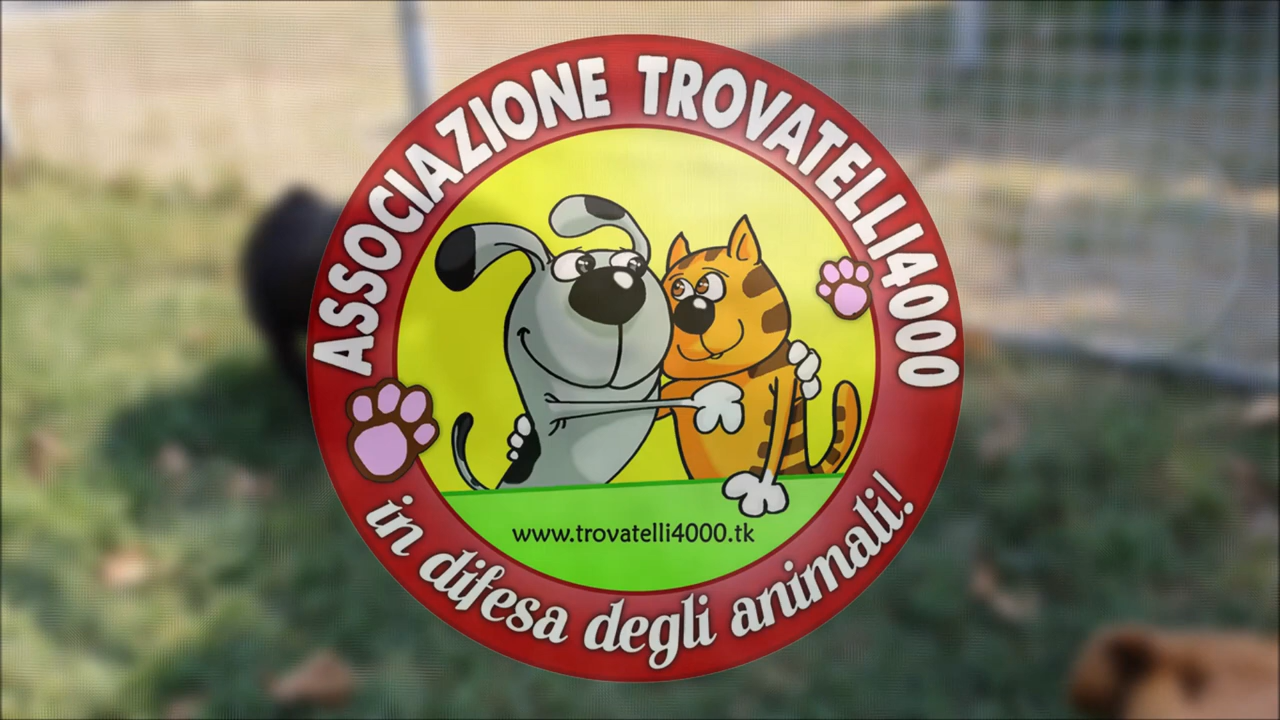 ASSOCIAZIONE TROVATELLI4000
www.trovatelli4000.tk
in difesa degli animali!